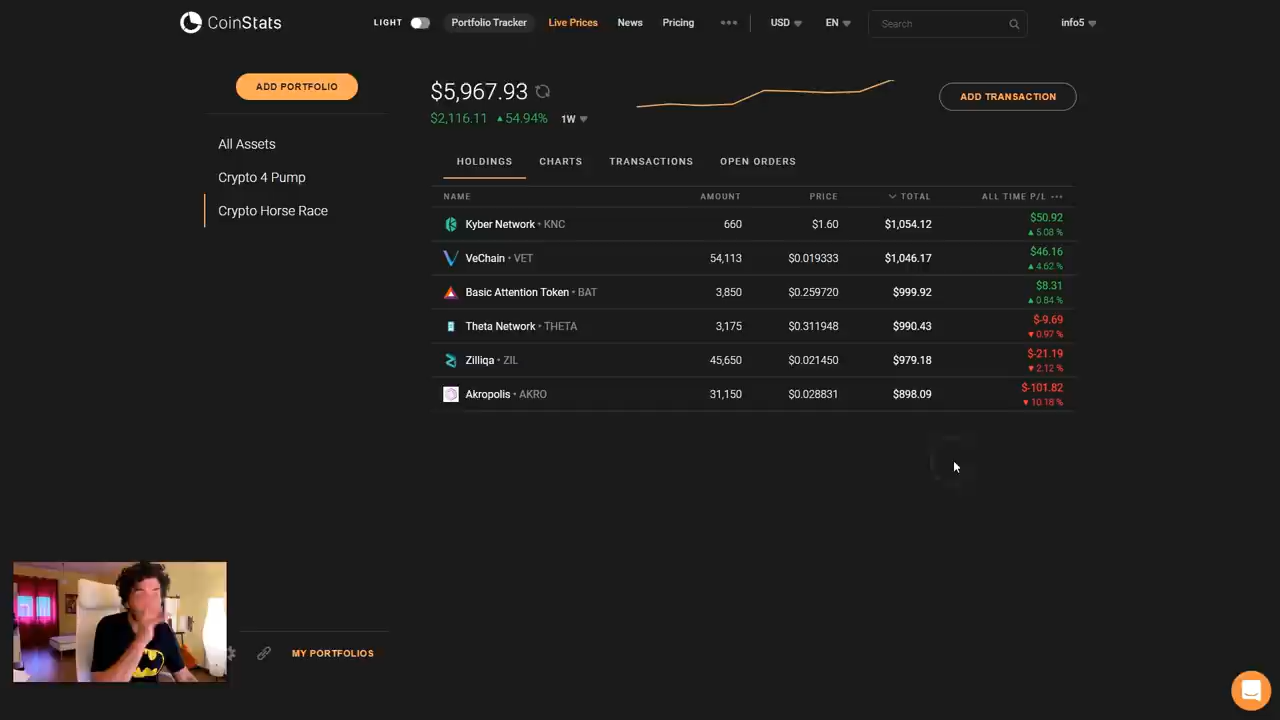 CoinStats LIGHT Portfolio Tracker Live Prices News Pricing USD EN Search info5
ADD PORTFOLIO
All Assets
Crypto 4 Pump
Crypto Horse Race
$5,967.93
$2,116.11 ▲ 54.94% 1W
ADD TRANSACTION
HOLDINGS CHARTS TRANSACTIONS OPEN ORDERS
NAME AMOUNT PRICE TOTAL ALL TIME P/L
Kyber Network • KNC 660 $1.60 $1,054.12 $50.92
▲ 5.08 %
VeChain • VET 54,113 $0.019333 $1,046.17 $46.16
▲ 4.62 %
Basic Attention Token • BAT 3,850 $0.259720 $999.92 $8.31
▲ 0.84 %
Theta Network • THETA 3,175 $0.311948 $990.43 $-9.69
▼ 0.97 %
Zilliqa • ZIL 45,650 $0.021450 $979.18 $-21.19
▼ 2.12 %
Akropolis • AKRO 31,150 $0.028831 $898.09 $-101.82
▼ 10.18 %
MY PORTFOLIOS